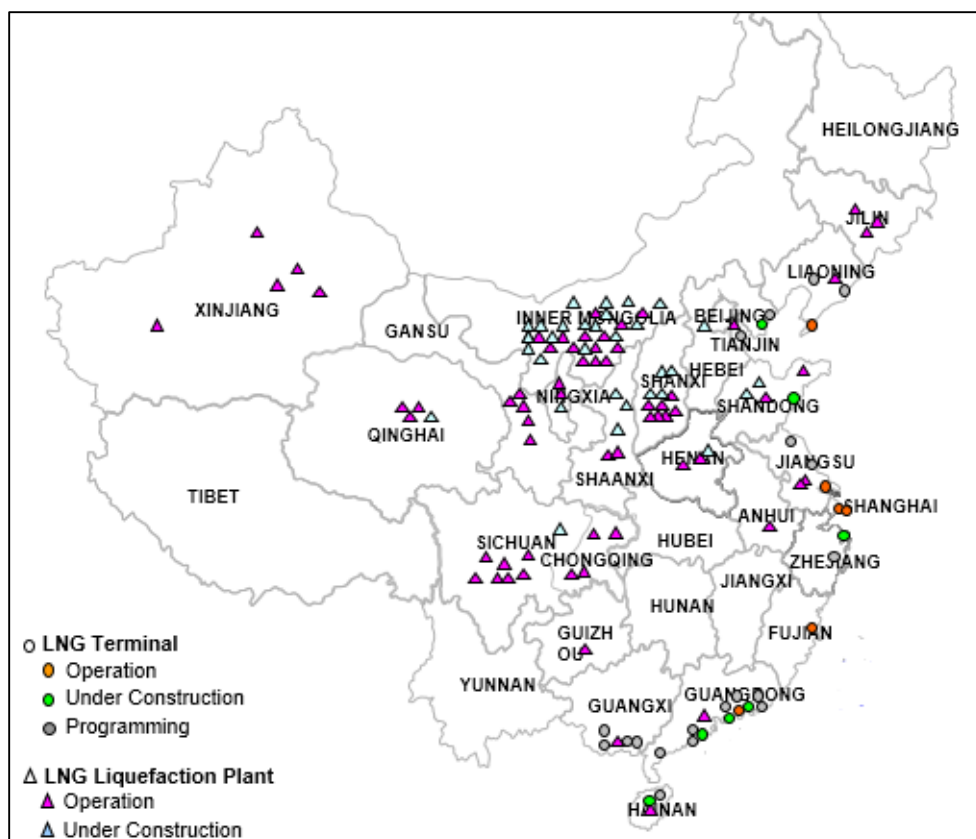 HEILONGJIANG
JILIN
LIAONING
XINJIANG
GANSU
INNER MONGOLIA
BEIJING
TIANJIN
HEBEI
SHANXI
NINGXIA
SHANDONG
QINGHAI
HENAN
JIANGSU
SHAANXI
TIBET
SHANGHAI
ANHUI
SICHUAN
CHONGQING
HUBEI
ZHEJIANG
JIANGXI
HUNAN
GUIZH
OU
FUJIAN
YUNNAN
GUANGXI
GUANGDONG
HAINAN
LNG Terminal
Operation
Under Construction
Programming
LNG Liquefaction Plant
Operation
Under Construction